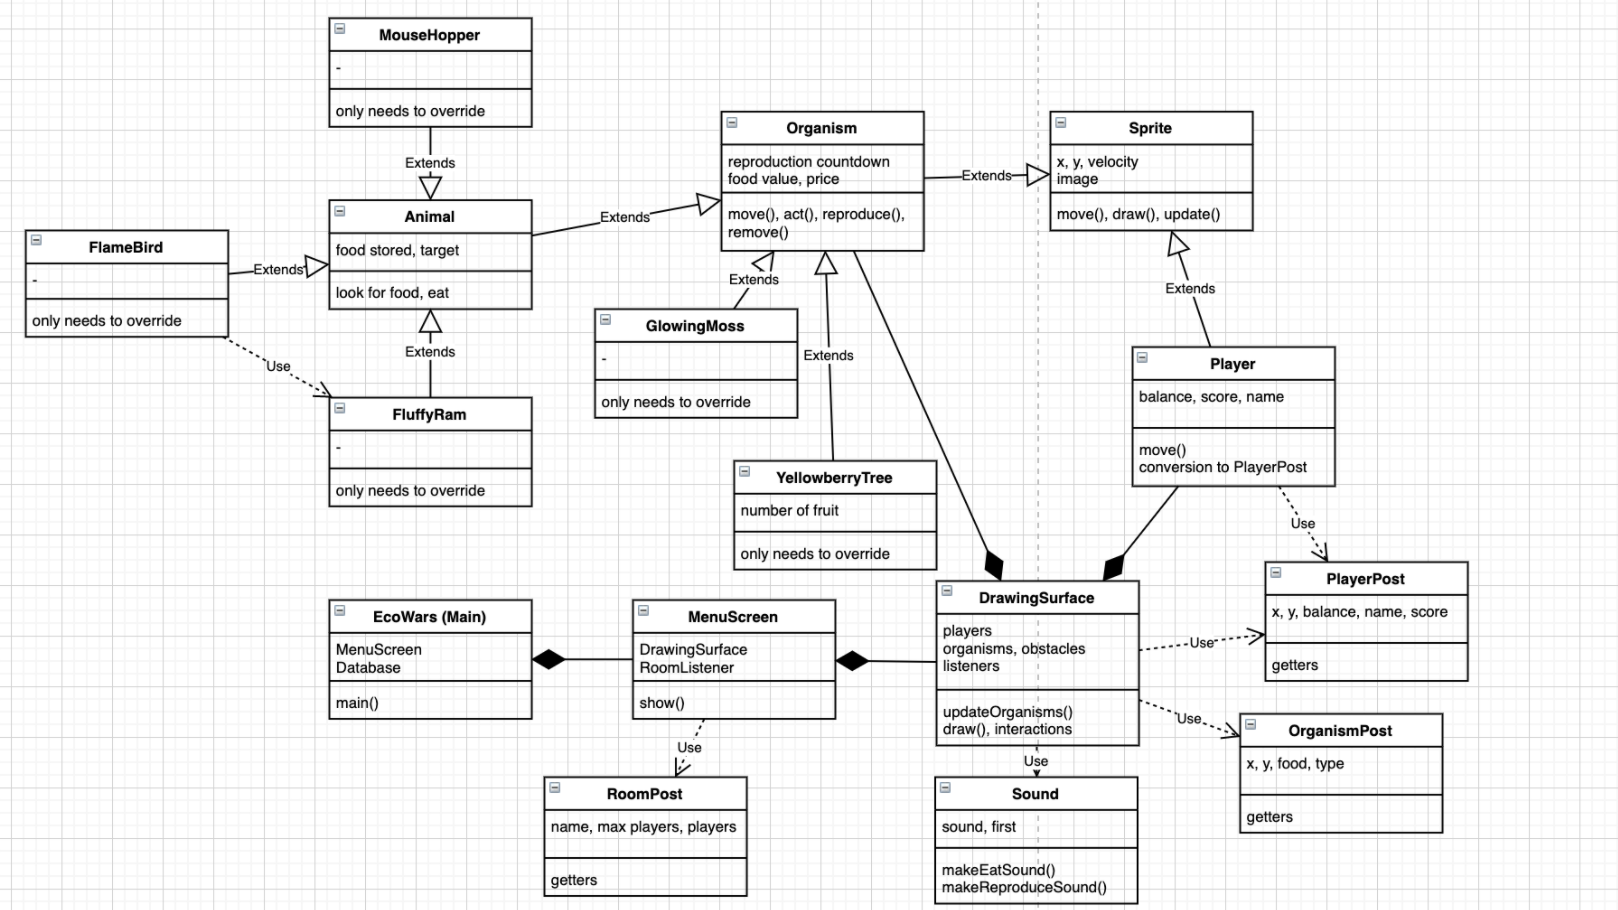 MouseHopper
-
only needs to override
Extends
Organism
reproduction countdown
food value, price
move(), act(), reproduce(),
remove()
Extends
Sprite
x, y, velocity
image
move(), draw(), update()
Animal
food stored, target
look for food, eat
Extends
FlameBird
-
only needs to override
Extends
Extends
Extends
GlowingMoss
-
only needs to override
Extends
Extends
Player
balance, score, name
move()
conversion to PlayerPost
Use
FluffyRam
-
only needs to override
YellowberryTree
number of fruit
only needs to override
Use
PlayerPost
x, y, balance, name, score
getters
EcoWars (Main)
MenuScreen
Database
main()
MenuScreen
DrawingSurface
RoomListener
show()
DrawingSurface
players
organisms, obstacles
listeners
updateOrganisms()
draw(), interactions
Use
Use
OrganismPost
x, y, food, type
getters
Use
RoomPost
name, max players, players
getters
Use
Sound
sound, first
makeEatSound()
makeReproduceSound()